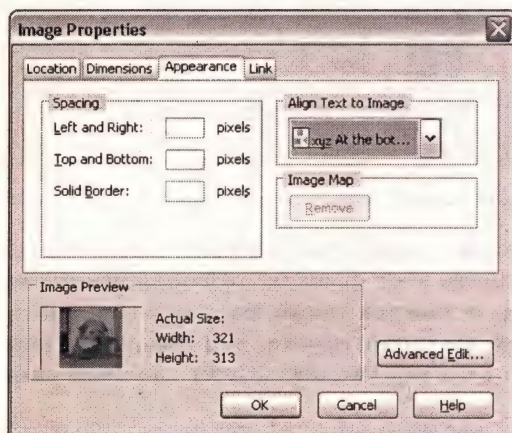 Image Properties
Location Dimensions Appearance Link
Spacing
Left and Right: pixels
Top and Bottom: pixels
Solid Border: pixels
Align Text to Image
xyz At the bot...
Image Map
Remove
Image Preview
Actual Size:
Width: 321
Height: 313
Advanced Edit...
OK Cancel Help